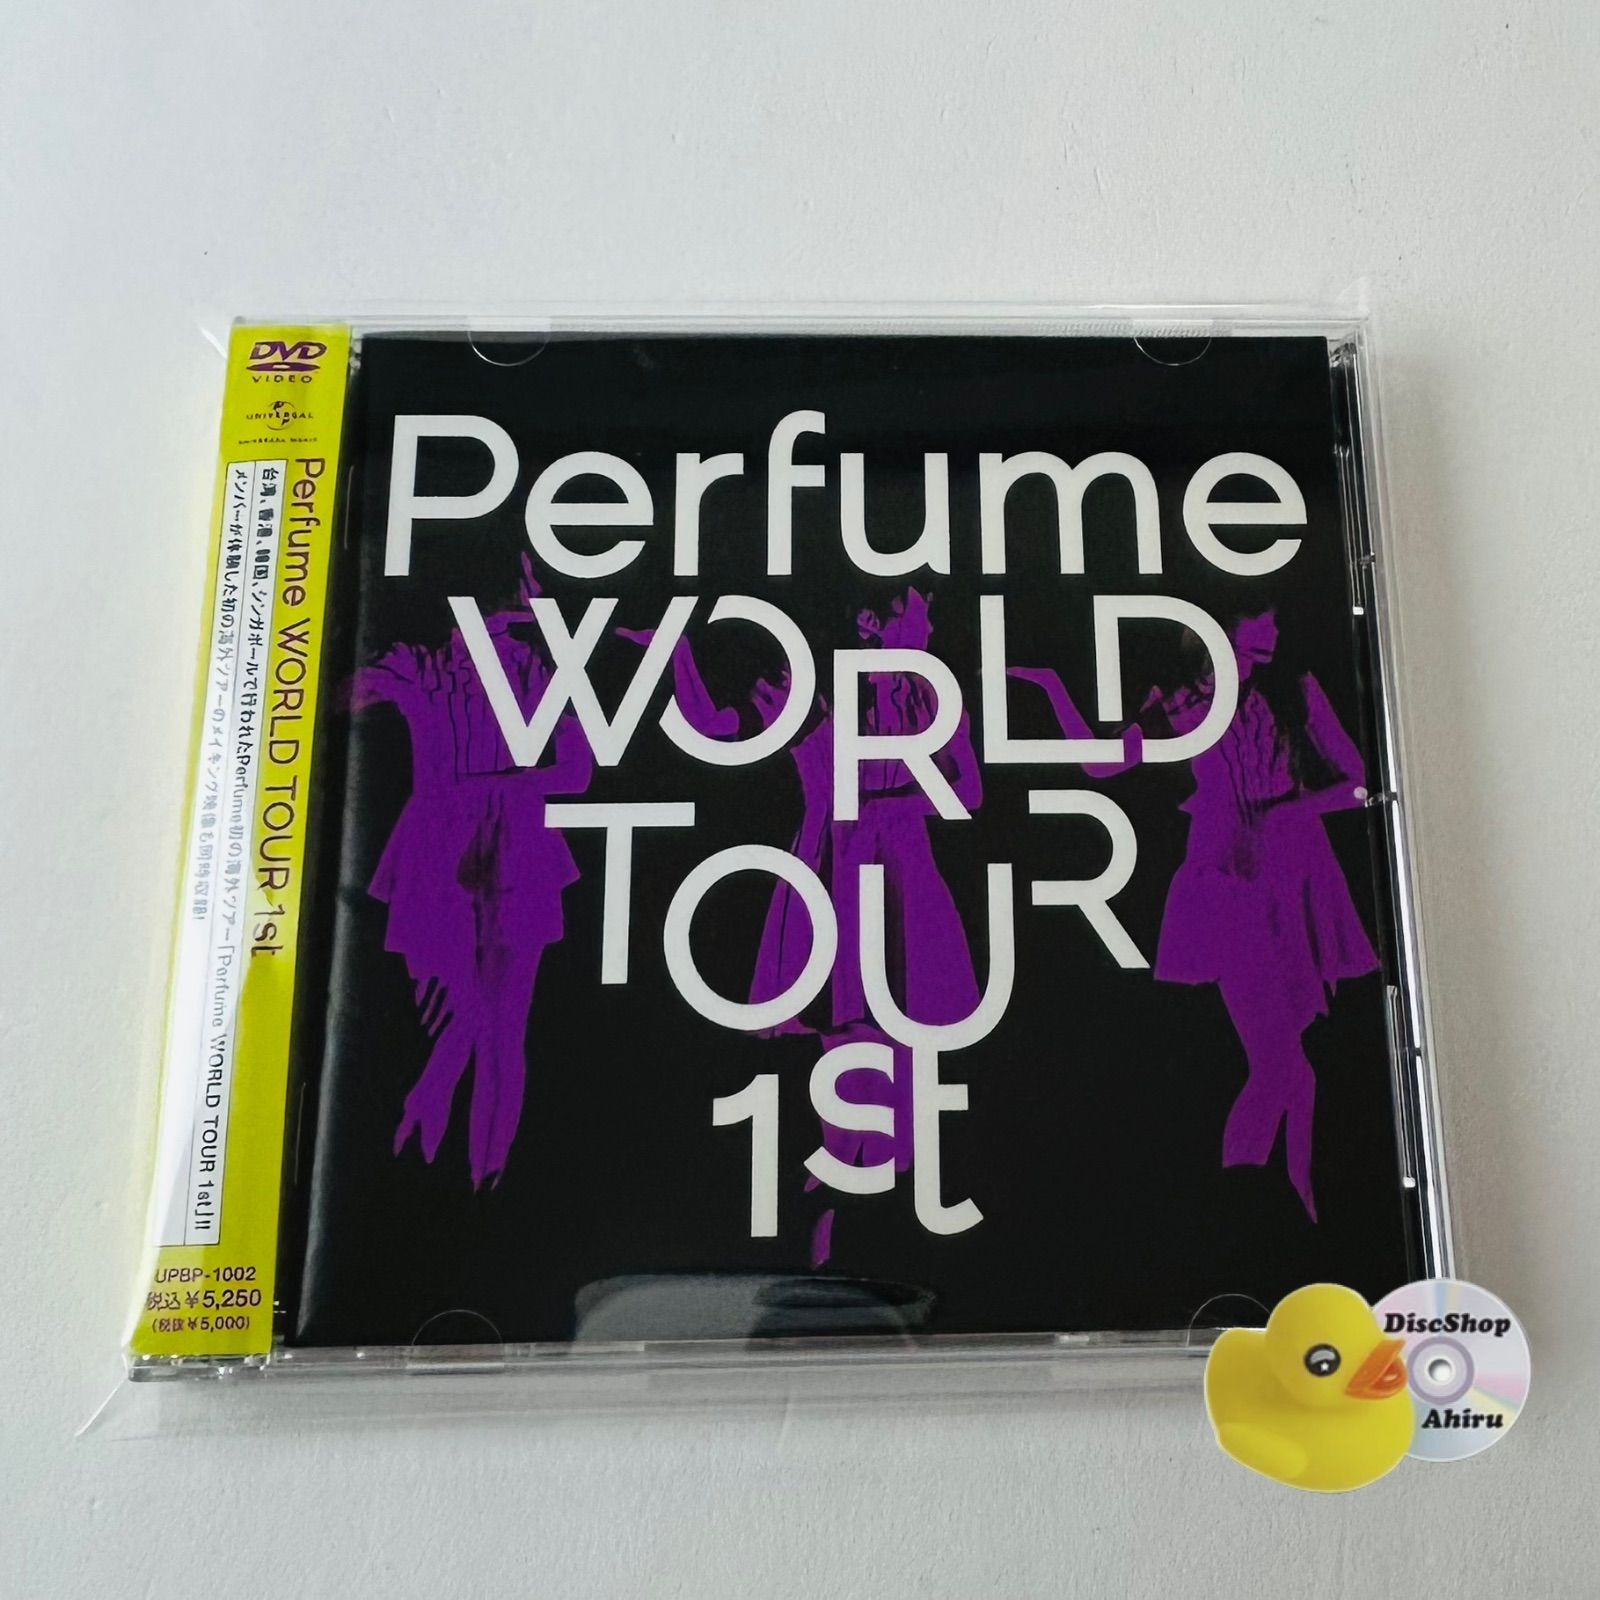 DVD
VIDEO
UNIVERSAL
Perfume WORLD TOUR 1st
台湾、香港、韓国、シンガポールで行われたPerfume初の海外ツアー「Perfume WORLD TOUR 1st」!!
メンバーが体験した初の海外ツアーのメイキング映像も同時収録!
UPBP-1002
税込¥5,250
(税抜¥5,000)
Perfume
WORLD
TOUR
1st
DiscShop
Ahiru